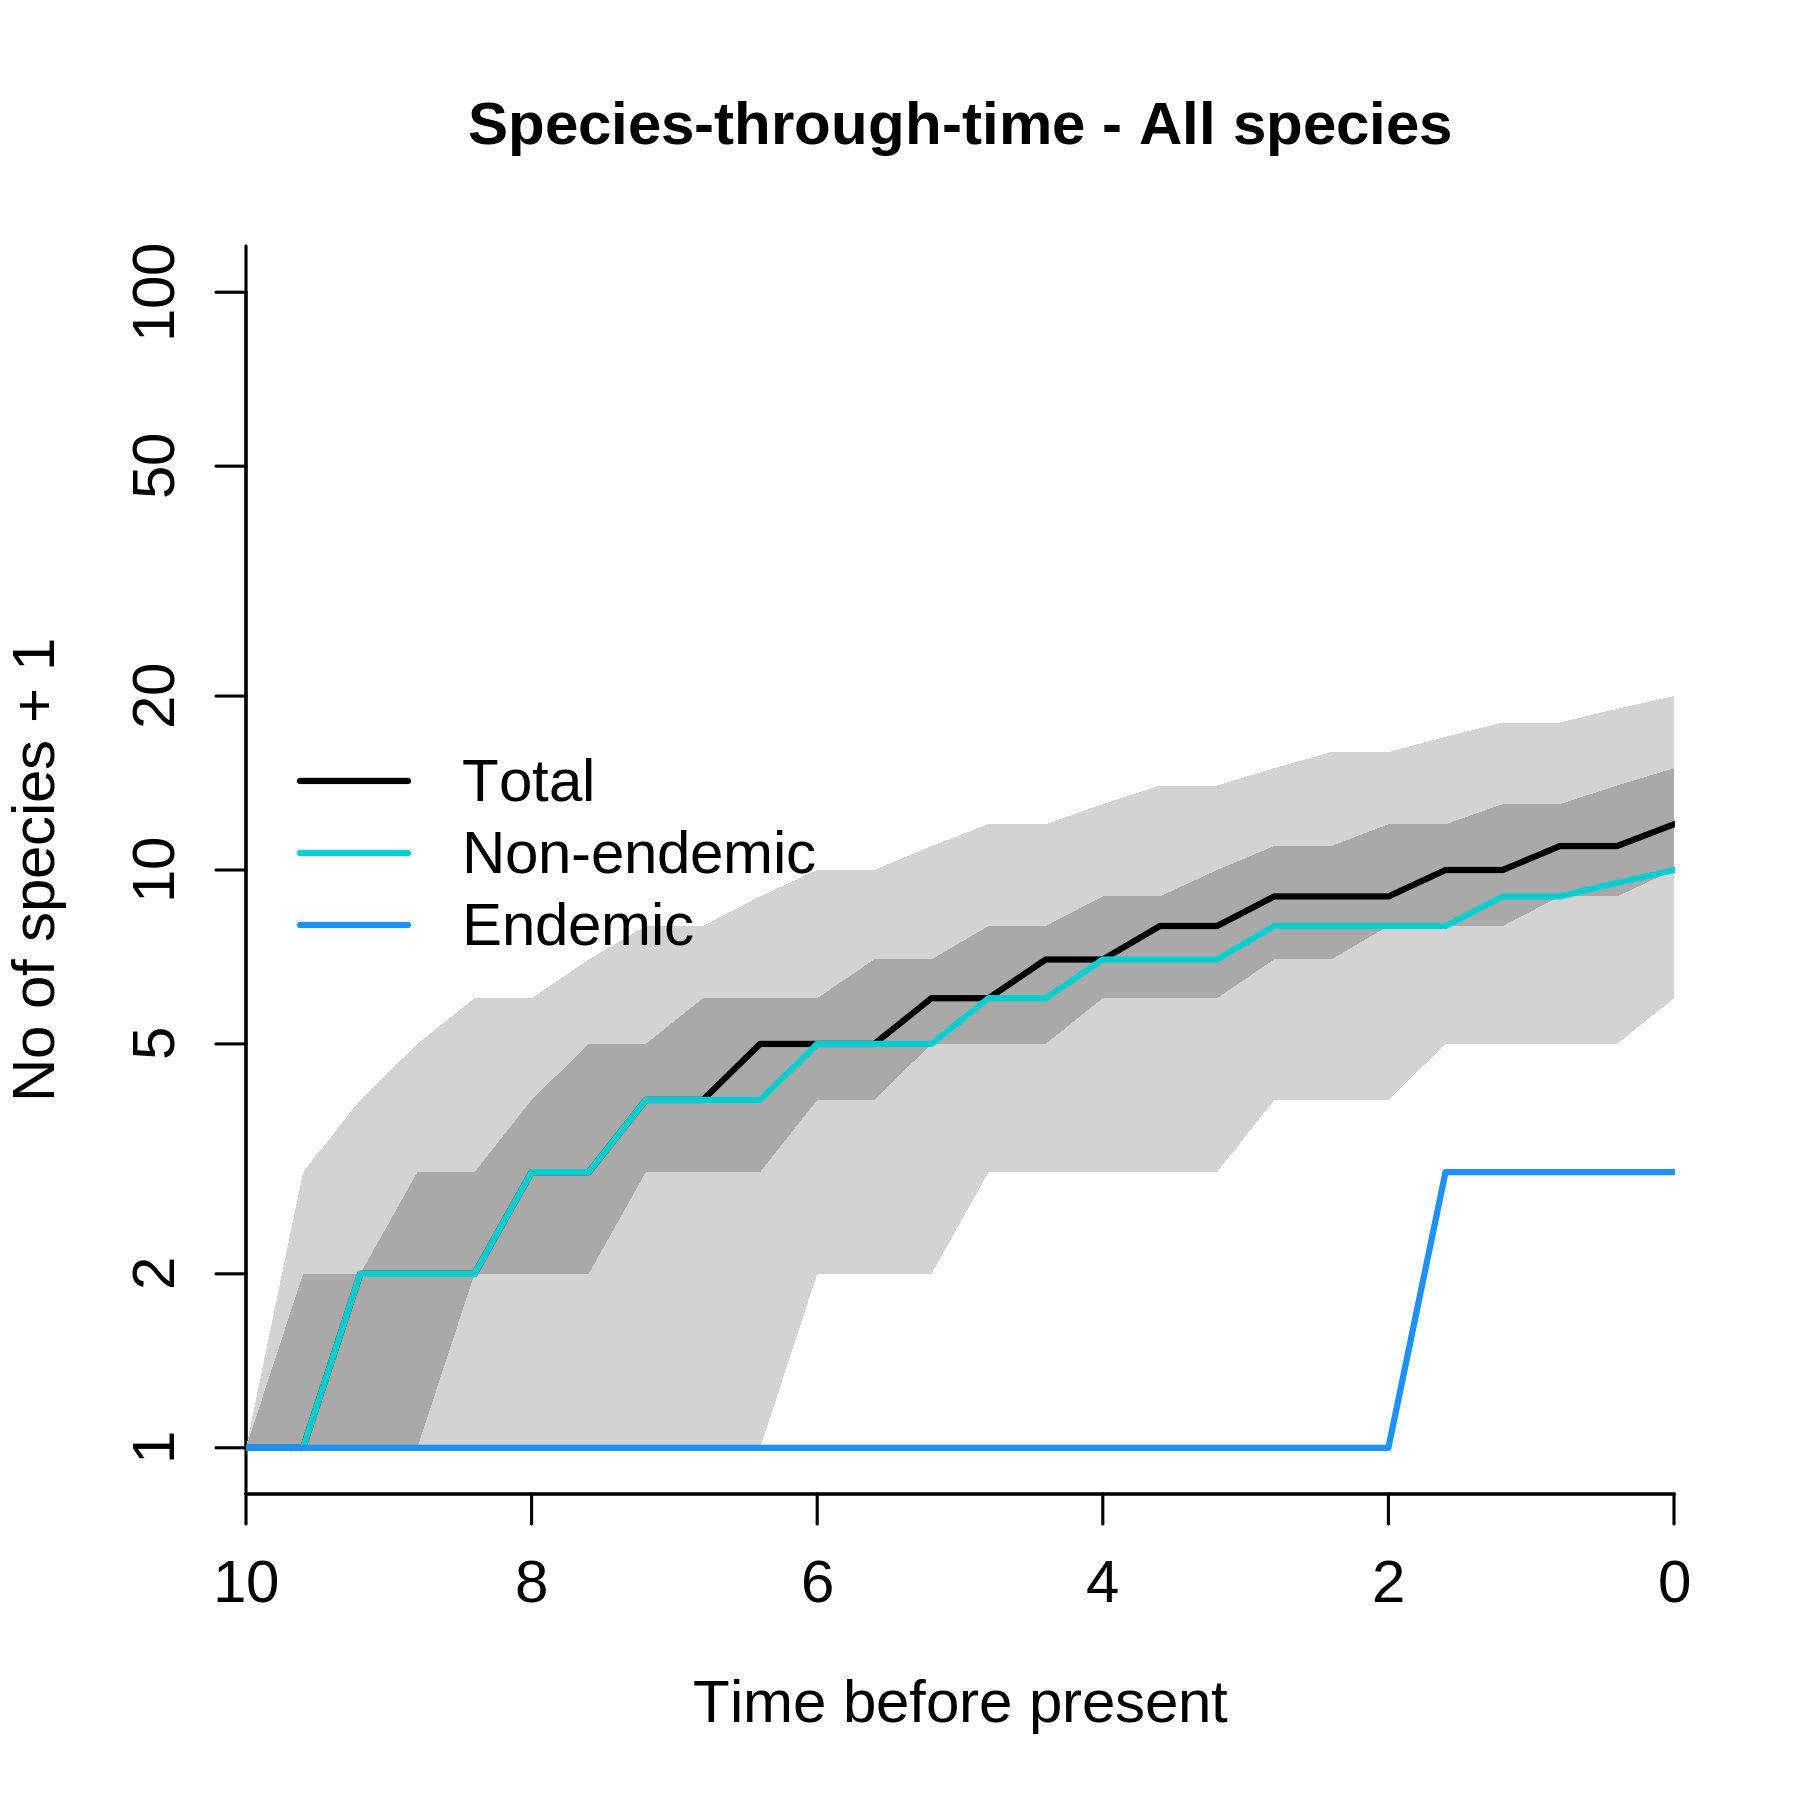 Species-through-time - All species
No of species + 1
100
50
20
10
5
2
1
Total
Non-endemic
Endemic
10 8 6 4 2 0
Time before present